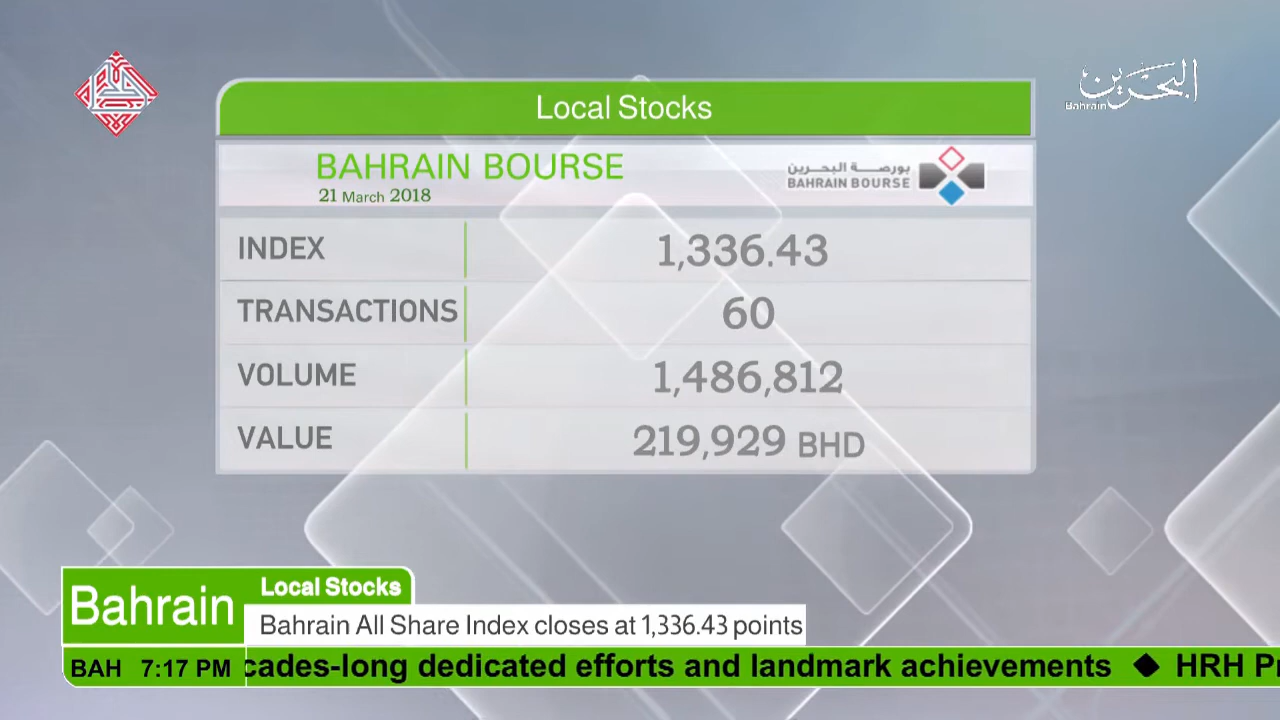 Local Stocks
البحرين
Bahrain
BAHRAIN BOURSE
21 March 2018
بورصة البحرين
BAHRAIN BOURSE
INDEX 1,336.43
TRANSACTIONS 60
VOLUME 1,486,812
VALUE 219,929 BHD
Bahrain
Local Stocks
Bahrain All Share Index closes at 1,336.43 points
BAH 7:17 PM cades-long dedicated efforts and landmark achievements ◆ HRH Pr